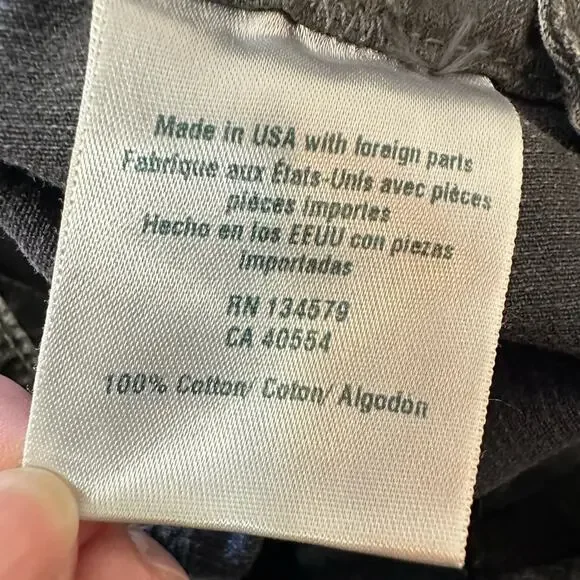 Made in USA with foreign parts
Fabrique aux États-Unis avec pièces
pièces importes
Hecho en los EEUU con piezas
importadas
RN 134579
CA 40554
100% Cotton/ Coton/ Algodon